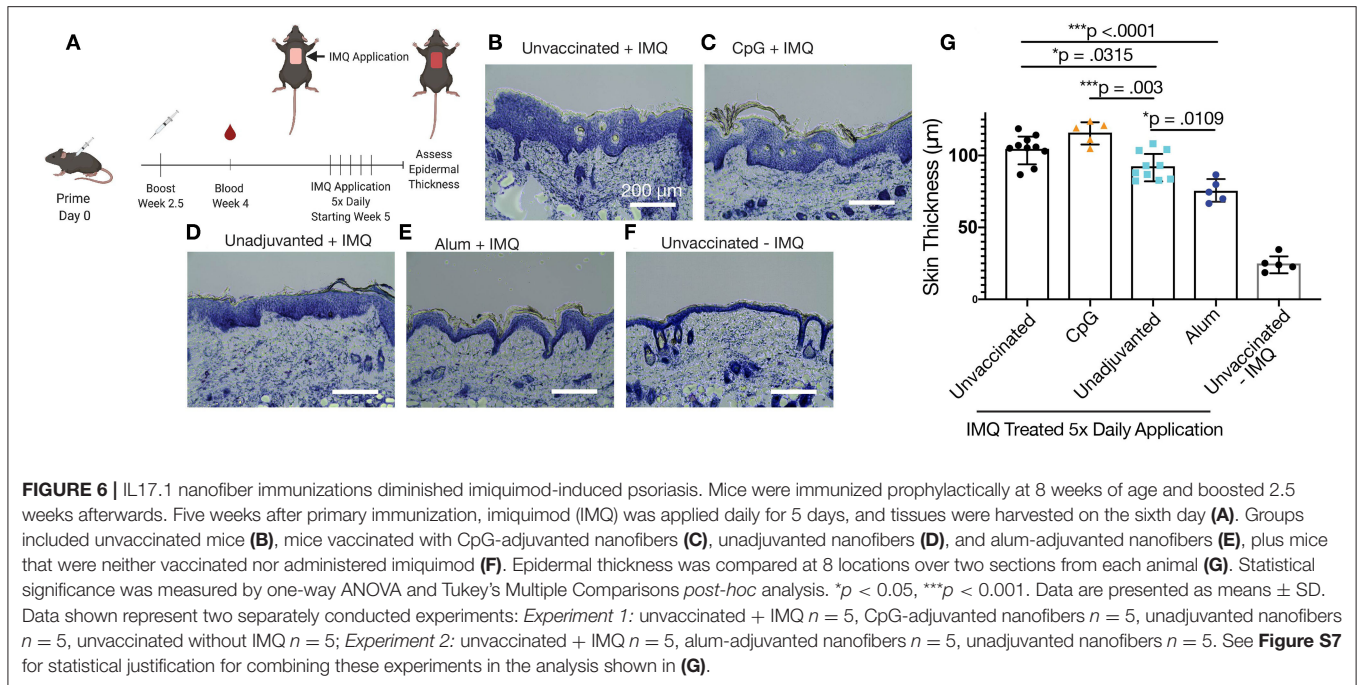 A
IMQ Application
Prime
Day 0
Boost
Week 2.5
Blood
Week 4
IMQ Application
5x Daily
Starting Week 5
Assess
Epidermal
Thickness
B
Unvaccinated + IMQ
200 µm
C
CpG + IMQ
D
Unadjuvanted + IMQ
E
Alum + IMQ
F
Unvaccinated - IMQ
G
***p <.0001
*p = .0315
***p = .003
*p = .0109
Skin Thickness (µm)
100
50
0
Unvaccinated
CpG
Unadjuvanted
Alum
Unvaccinated
- IMQ
IMQ Treated 5x Daily Application
FIGURE 6 | IL17.1 nanofiber immunizations diminished imiquimod-induced psoriasis. Mice were immunized prophylactically at 8 weeks of age and boosted 2.5
weeks afterwards. Five weeks after primary immunization, imiquimod (IMQ) was applied daily for 5 days, and tissues were harvested on the sixth day (A). Groups
included unvaccinated mice (B), mice vaccinated with CpG-adjuvanted nanofibers (C), unadjuvanted nanofibers (D), and alum-adjuvanted nanofibers (E), plus mice
that were neither vaccinated nor administered imiquimod (F). Epidermal thickness was compared at 8 locations over two sections from each animal (G). Statistical
significance was measured by one-way ANOVA and Tukey's Multiple Comparisons post-hoc analysis. *p < 0.05, ***p < 0.001. Data are presented as means ± SD.
Data shown represent two separately conducted experiments: Experiment 1: unvaccinated + IMQ n = 5, CpG-adjuvanted nanofibers n = 5, unadjuvanted nanofibers
n = 5, unvaccinated without IMQ n = 5; Experiment 2: unvaccinated + IMQ n = 5, alum-adjuvanted nanofibers n = 5, unadjuvanted nanofibers n = 5. See Figure S7
for statistical justification for combining these experiments in the analysis shown in (G).